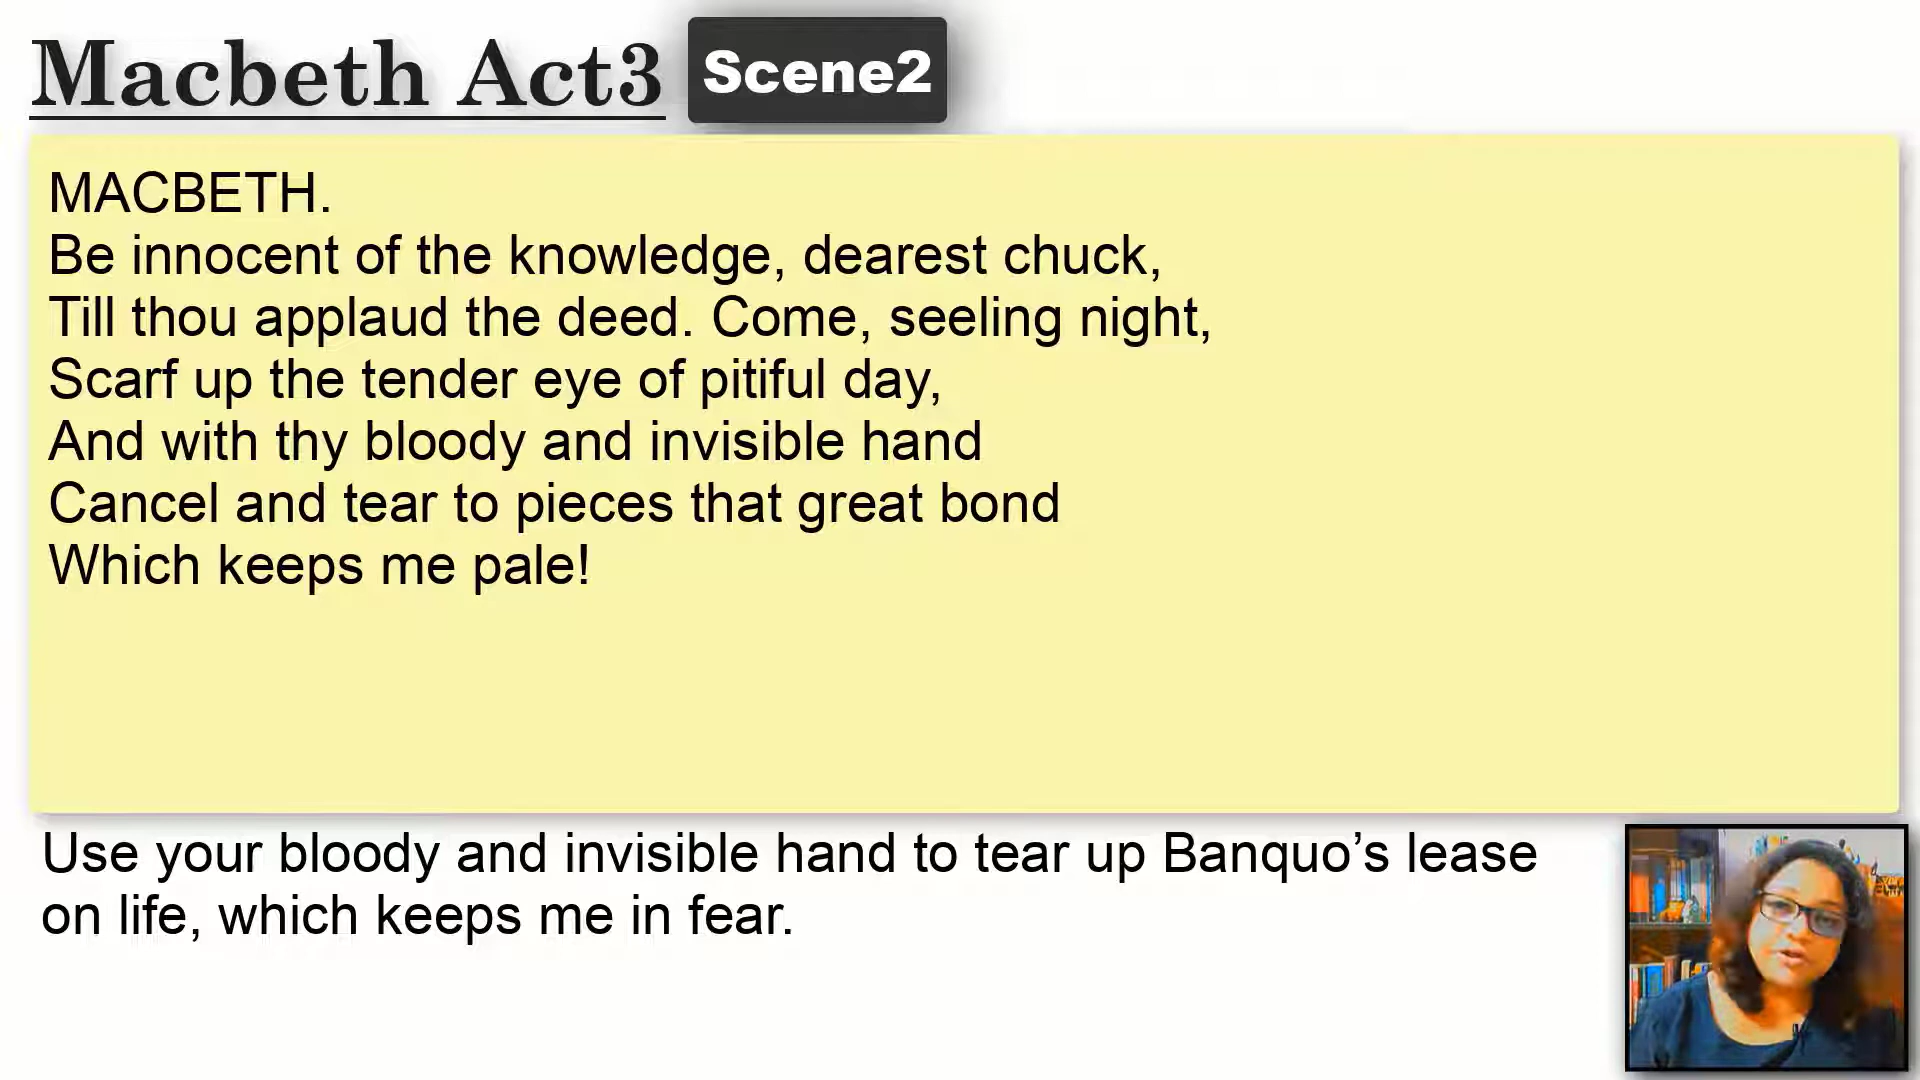 Macbeth Act3 Scene2
MACBETH.
Be innocent of the knowledge, dearest chuck,
Till thou applaud the deed. Come, seeling night,
Scarf up the tender eye of pitiful day,
And with thy bloody and invisible hand
Cancel and tear to pieces that great bond
Which keeps me pale!
Use your bloody and invisible hand to tear up Banquo’s lease
on life, which keeps me in fear.